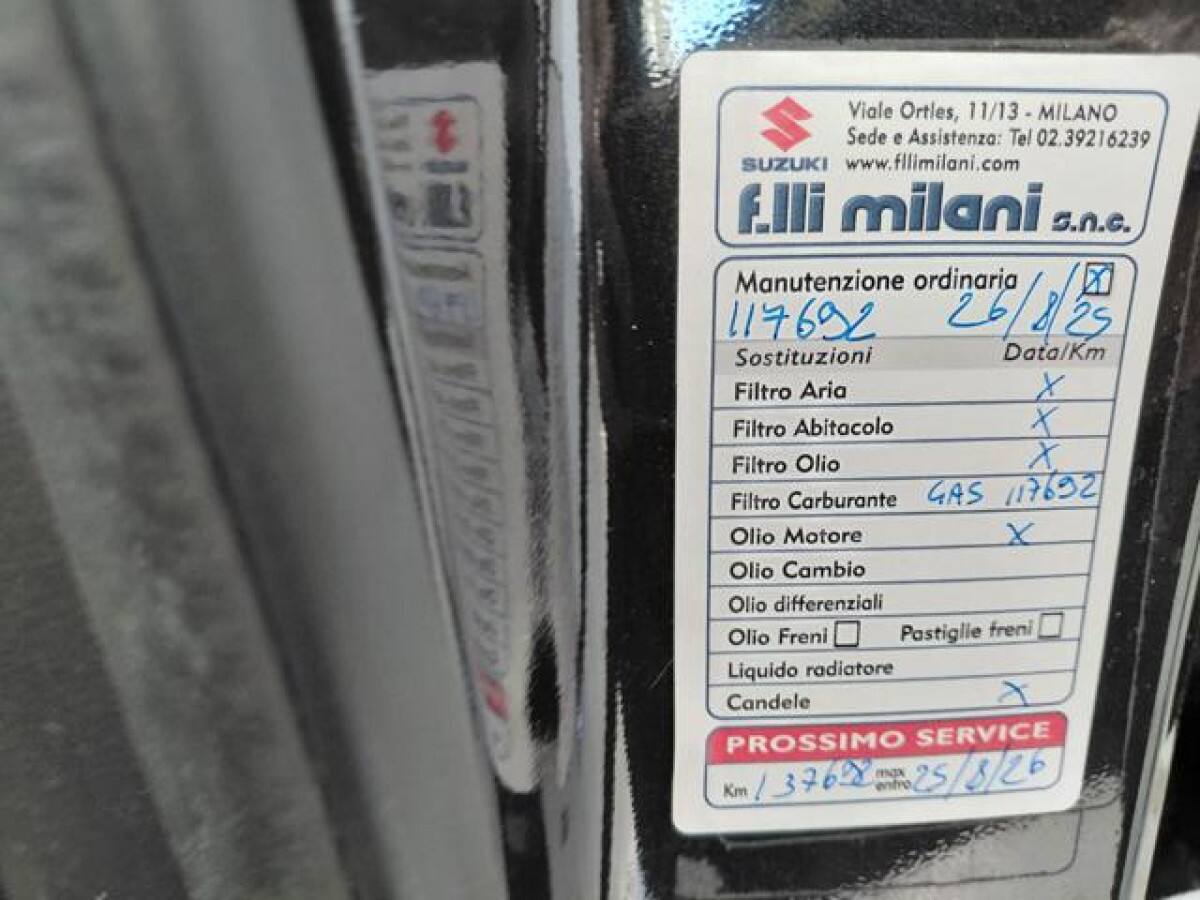 Viale Ortles, 11/13 - MILANO
Sede e Assistenza: Tel 02.39216239
SUZUKI www.fllimilani.com
f.lli milani s.n.c.
Manutenzione ordinaria X
117692 26/8/25
Sostituzioni Data/Km
Filtro Aria X
Filtro Abitacolo X
Filtro Olio X
Filtro Carburante GAS 117692
Olio Motore X
Olio Cambio
Olio differenziali
Olio Freni Pastiglie freni
Liquido radiatore
Candele X
PROSSIMO SERVICE
Km 137692 max entro 25/8/26